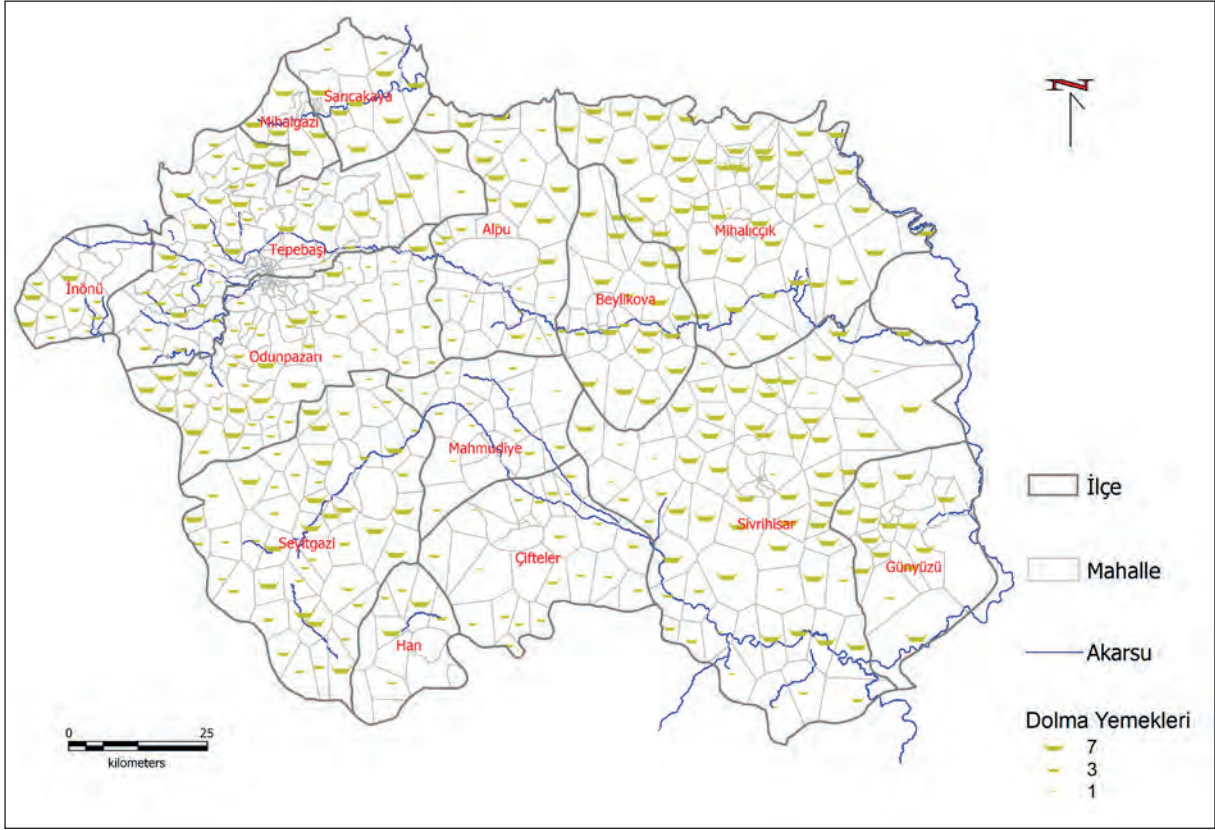 Sarıcakaya
Mihalgazi
Alpu
Mihalıççık
Tepebaşı
İnönü
Beylikova
Odunpazarı
Mahmudiye
Sivrihisar
Seyitgazi
Çifteler
Günyüzü
Han
N
İlçe
Mahalle
Akarsu
Dolma Yemekleri
7
3
1
0 25
kilometers